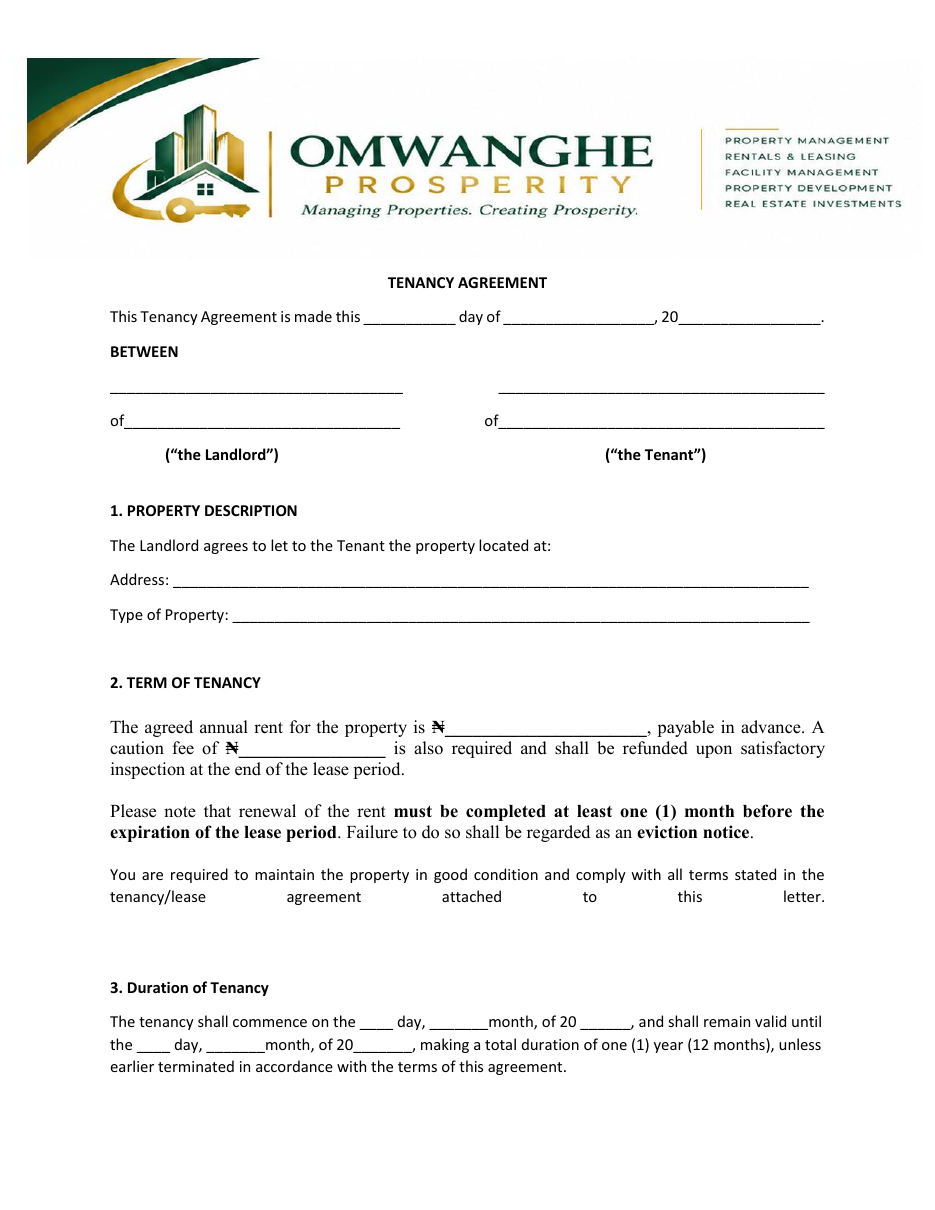 OMWANGHE
PROSPERITY
Managing Properties. Creating Prosperity.
PROPERTY MANAGEMENT
RENTALS & LEASING
FACILITY MANAGEMENT
PROPERTY DEVELOPMENT
REAL ESTATE INVESTMENTS
TENANCY AGREEMENT
This Tenancy Agreement is made this ___________ day of __________________, 20_________________.
BETWEEN
___________________________________ _______________________________________
of_________________________________ of_______________________________________
(“the Landlord”) (“the Tenant”)
1. PROPERTY DESCRIPTION
The Landlord agrees to let to the Tenant the property located at:
Address: ____________________________________________________________________________
Type of Property: _____________________________________________________________________
2. TERM OF TENANCY
The agreed annual rent for the property is ₦______________________, payable in advance. A
caution fee of ₦________________ is also required and shall be refunded upon satisfactory
inspection at the end of the lease period.
Please note that renewal of the rent must be completed at least one (1) month before the
expiration of the lease period. Failure to do so shall be regarded as an eviction notice.
You are required to maintain the property in good condition and comply with all terms stated in the
tenancy/lease agreement attached to this letter.
3. Duration of Tenancy
The tenancy shall commence on the ____ day, _______month, of 20 ______, and shall remain valid until
the ____ day, _______month, of 20_______, making a total duration of one (1) year (12 months), unless
earlier terminated in accordance with the terms of this agreement.